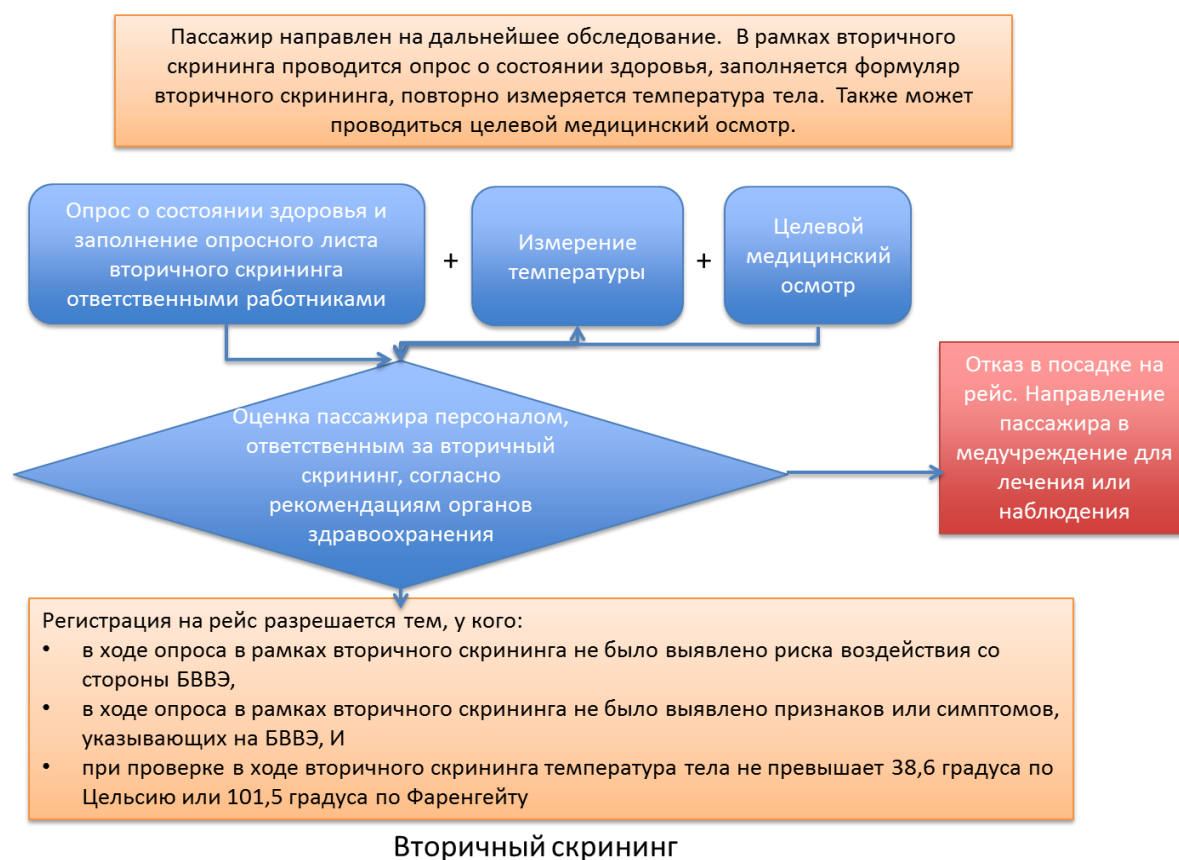 Пассажир направлен на дальнейшее обследование. В рамках вторичного
скрининга проводится опрос о состоянии здоровья, заполняется формуляр
вторичного скрининга, повторно измеряется температура тела. Также может
проводиться целевой медицинский осмотр.
Опрос о состоянии здоровья и
заполнение опросного листа
вторичного скрининга
ответственными работниками
+
Измерение
температуры
+
Целевой
медицинский
осмотр
Оценка пассажира персоналом,
ответственным за вторичный
скрининг, согласно
рекомендациям органов
здравоохранения
Отказ в посадке на
рейс. Направление
пассажира в
медучреждение для
лечения или
наблюдения
Регистрация на рейс разрешается тем, у кого:
• в ходе опроса в рамках вторичного скрининга не было выявлено риска воздействия со
стороны БВВЭ,
• в ходе опроса в рамках вторичного скрининга не было выявлено признаков или симптомов,
указывающих на БВВЭ, И
• при проверке в ходе вторичного скрининга температура тела не превышает 38,6 градуса по
Цельсию или 101,5 градуса по Фаренгейту
Вторичный скрининг